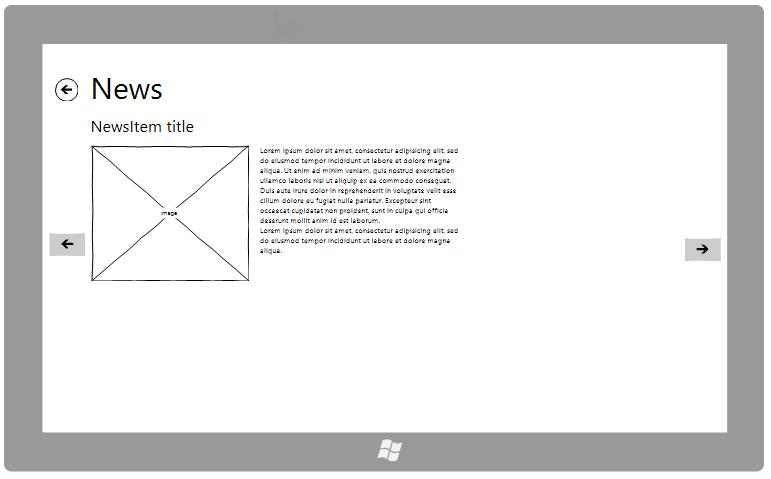 News
NewsItem title
image
Lorem ipsum dolor sit amet, consectetur adipisicing elit, sed
do eiusmod tempor incididunt ut labore et dolore magna
aliqua. Ut enim ad minim veniam, quis nostrud exercitation
ullamco laboris nisi ut aliquip ex ea commodo consequat.
Duis aute irure dolor in reprehenderit in voluptate velit esse
cillum dolore eu fugiat nulla pariatur. Excepteur sint
occaecat cupidatat non proident, sunt in culpa qui officia
deserunt mollit anim id est laborum.
Lorem ipsum dolor sit amet, consectetur adipisicing elit, sed
do eiusmod tempor incididunt ut labore et dolore magna
aliqua.